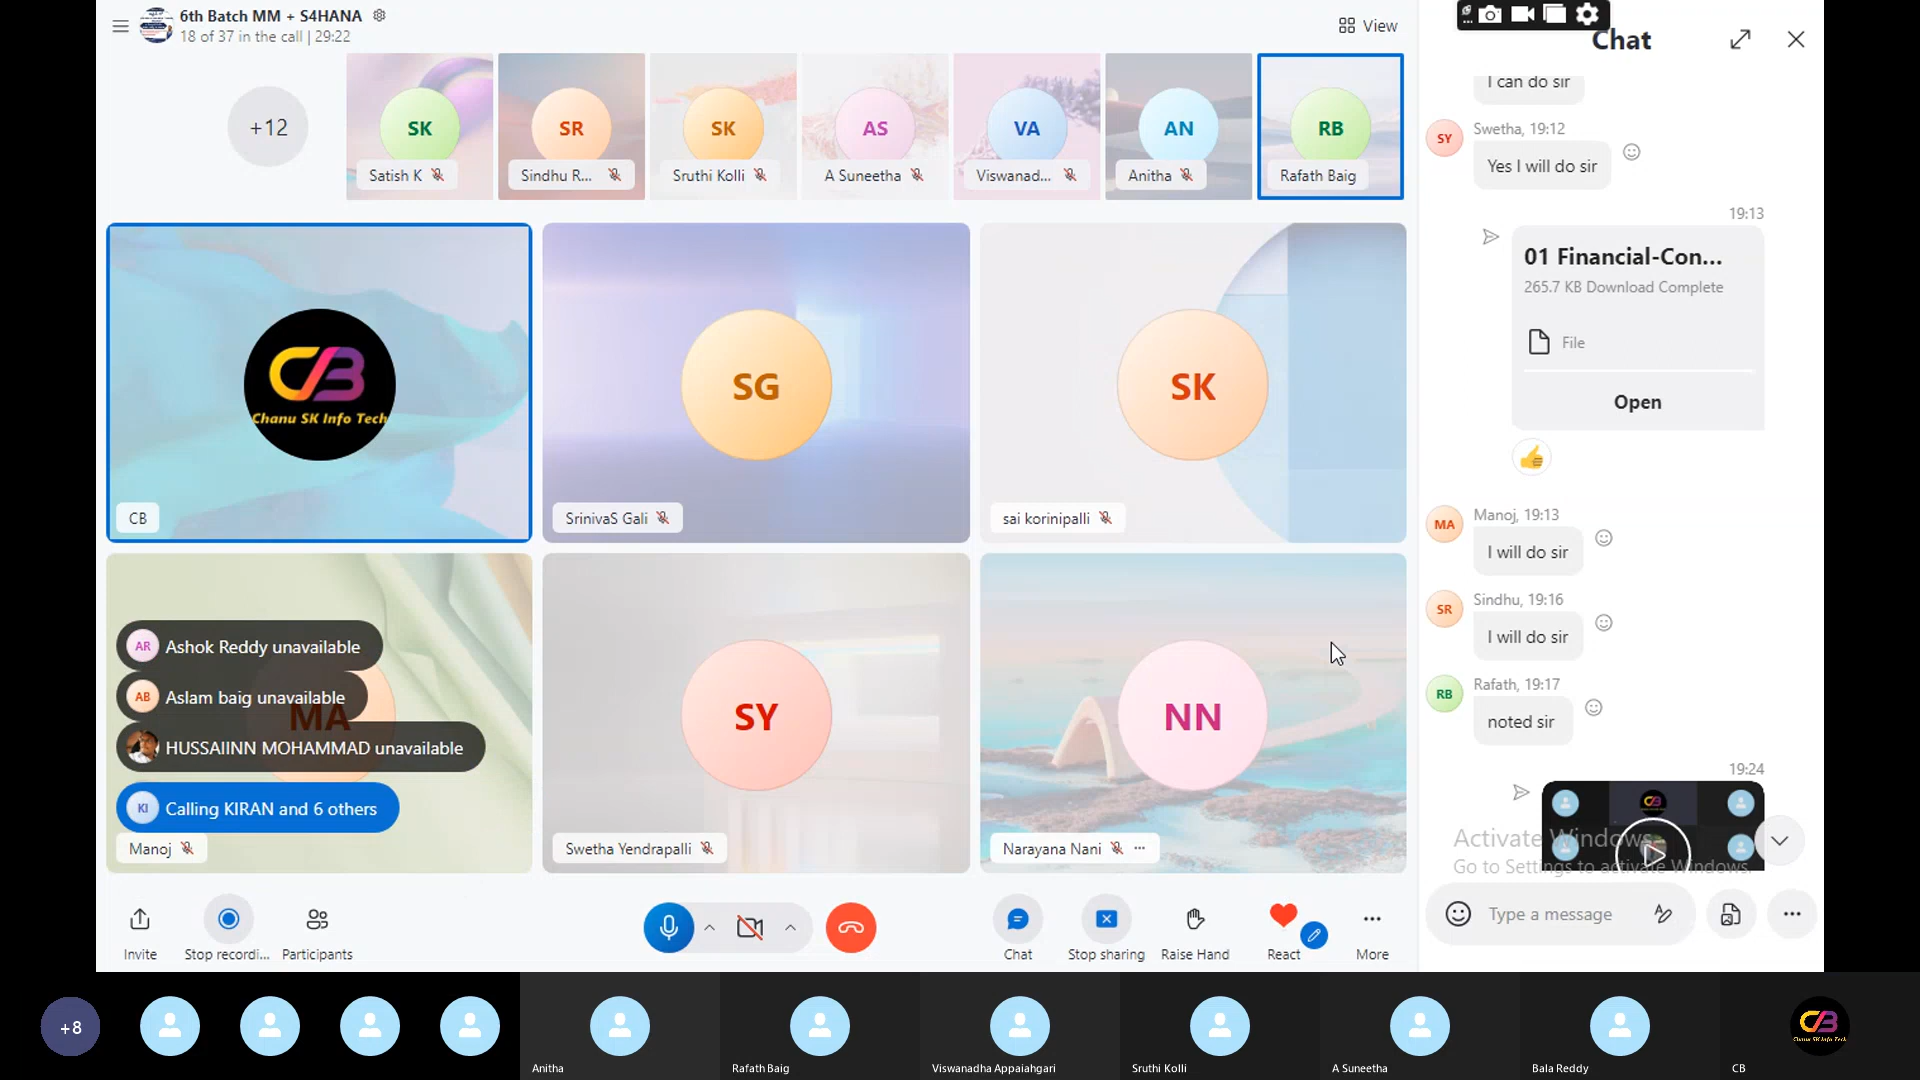 6th Batch MM + S4HANA
18 of 37 in the call | 29:22
View
+12
SK
Satish K
SR
Sindhu R...
SK
Sruthi Kolli
AS
A Suneetha
VA
Viswanad...
AN
Anitha
RB
Rafath Baig
CB
Chanu SK Info Tech
CB
SG
SrinivaS Gali
SK
sai korinipalli
MA
AR
Ashok Reddy unavailable
AB
Aslam baig unavailable
HUSSAIINN MOHAMMAD unavailable
KI
Calling KIRAN and 6 others
Manoj
SY
Swetha Yendrapalli
NN
Narayana Nani
Invite
Stop recordi...
Participants
Chat
Stop sharing
Raise Hand
React
More
Chat
I can do sir
SY
Swetha, 19:12
Yes I will do sir
19:13
01 Financial-Con...
265.7 KB Download Complete
File
Open
MA
Manoj, 19:13
I will do sir
SR
Sindhu, 19:16
I will do sir
RB
Rafath, 19:17
noted sir
19:24
Activate Windows
Go to Settings to activate Windows.
Type a message
+8
Anitha
Rafath Baig
Viswanadha Appaiahgari
Sruthi Kolli
A Suneetha
Bala Reddy
CB
Chanu SK Info Tech
CB